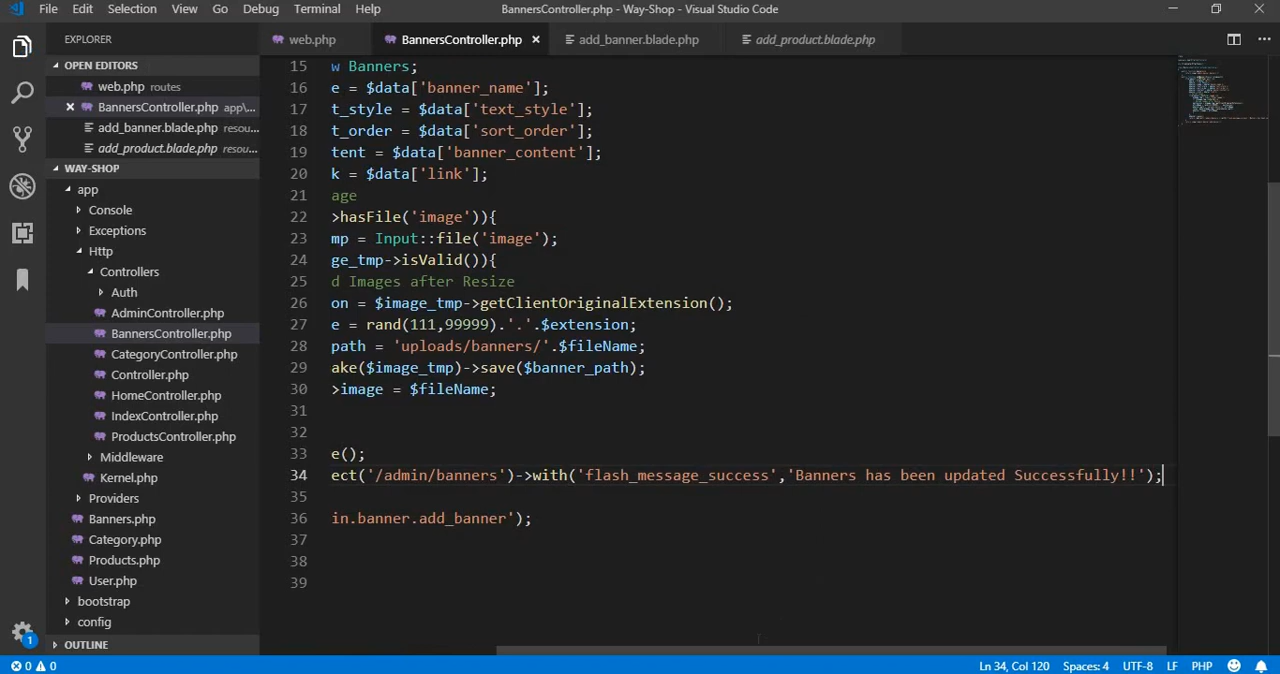 File Edit Selection View Go Debug Terminal Help BannersController.php - Way-Shop - Visual Studio Code
EXPLORER
OPEN EDITORS
web.php routes
BannersController.php app\...
add_banner.blade.php resou...
add_product.blade.php resou...
WAY-SHOP
app
Console
Exceptions
Http
Controllers
Auth
AdminController.php
BannersController.php
CategoryController.php
Controller.php
HomeController.php
IndexController.php
ProductsController.php
Middleware
Kernel.php
Providers
Banners.php
Category.php
Products.php
User.php
bootstrap
config
OUTLINE
web.php BannersController.php add_banner.blade.php add_product.blade.php
15 w Banners;
16 e = $data['banner_name'];
17 t_style = $data['text_style'];
18 t_order = $data['sort_order'];
19 tent = $data['banner_content'];
20 k = $data['link'];
21 age
22 >hasFile('image')){
23 mp = Input::file('image');
24 ge_tmp->isValid()){
25 d Images after Resize
26 on = $image_tmp->getClientOriginalExtension();
27 e = rand(111,99999).'.'.$extension;
28 path = 'uploads/banners/'.$fileName;
29 ake($image_tmp)->save($banner_path);
30 >image = $fileName;
31
32
33 e();
34 ect('/admin/banners')->with('flash_message_success','Banners has been updated Successfully!!');
35
36 in.banner.add_banner');
37
38
39
1
0 0 Ln 34, Col 120 Spaces: 4 UTF-8 LF PHP